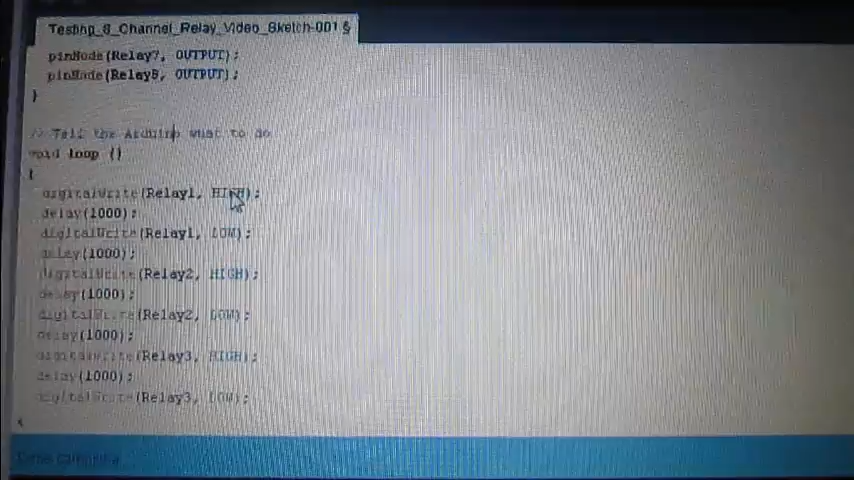 Testing_8_Channel_Relay_Video_Sketch-001 §
pinMode(Relay7, OUTPUT);
pinMode(Relay8, OUTPUT);
}
// Tell the Arduino what to do
void loop ()
{
digitalWrite(Relay1, HIGH);
delay(1000);
digitalWrite(Relay1, LOW);
delay(1000);
digitalWrite(Relay2, HIGH);
delay(1000);
digitalWrite(Relay2, LOW);
delay(1000);
digitalWrite(Relay3, HIGH);
delay(1000);
digitalWrite(Relay3, LOW);